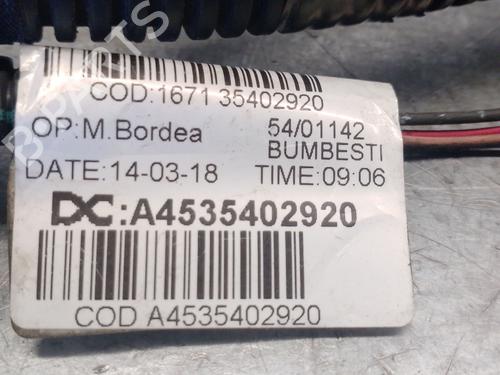 COD:1671 35402920
OP:M.Bordea 54/01142
BUMBESTI
DATE:14-03-18 TIME:09:06
DC:A4535402920
COD A4535402920